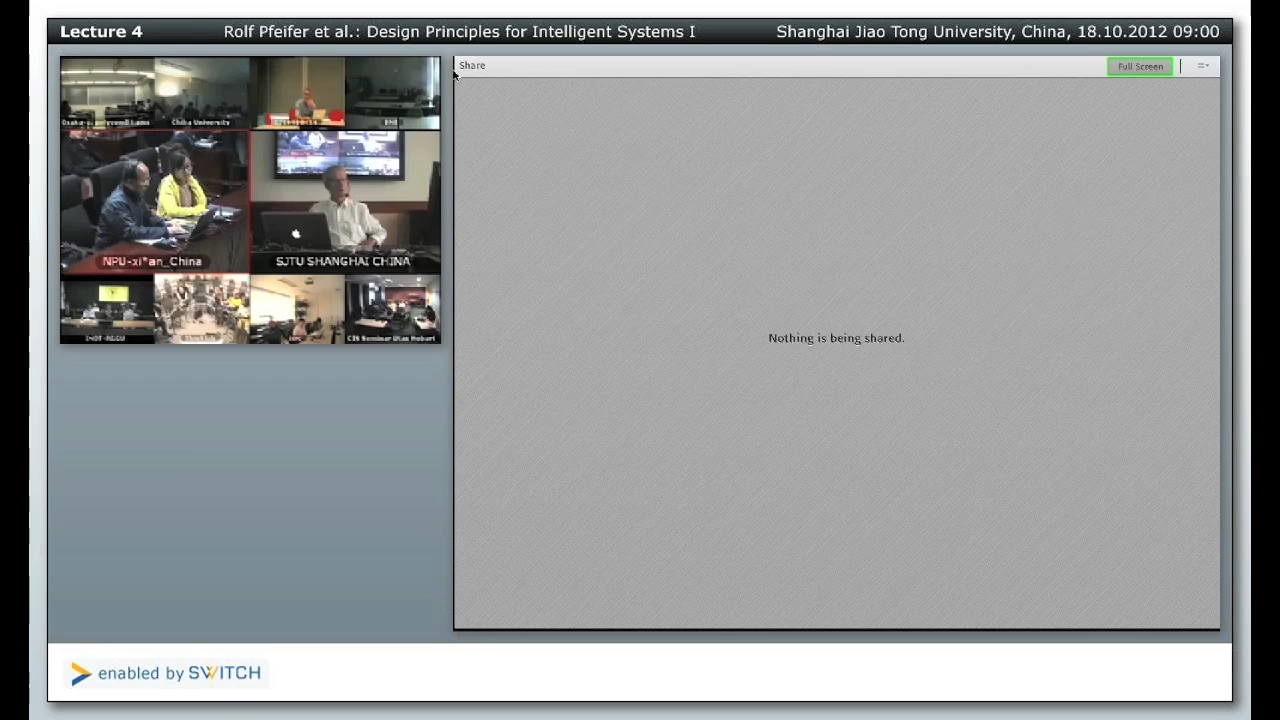 Lecture 4
Rolf Pfeifer et al.: Design Principles for Intelligent Systems I
Shanghai Jiao Tong University, China, 18.10.2012 09:00
Share
Full Screen
Chiba University
NPU-xi*an_China
SJTU SHANGHAI CHINA
Nothing is being shared.
enabled by SWITCH